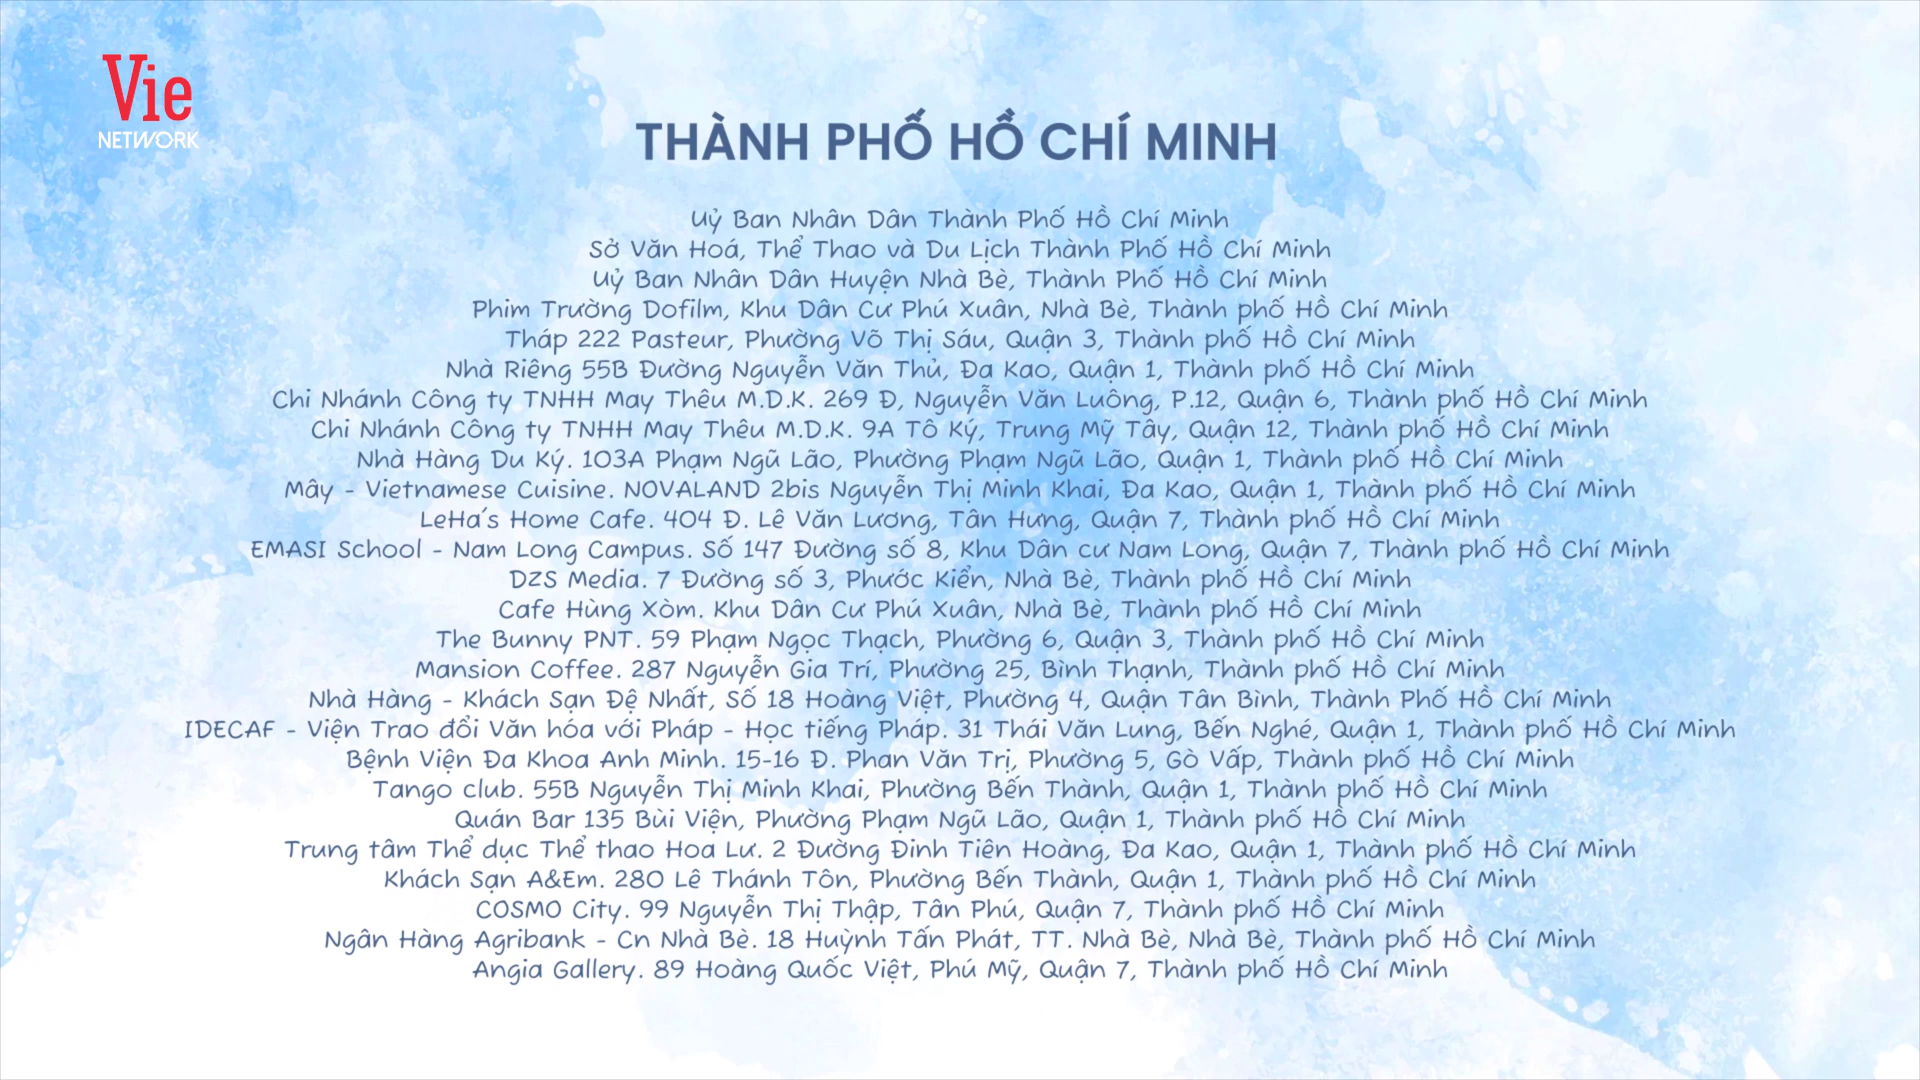 Vie
NETWORK
THÀNH PHỐ HỒ CHÍ MINH
Uỷ Ban Nhân Dân Thành Phố Hồ Chí Minh
Sở Văn Hoá, Thể Thao và Du Lịch Thành Phố Hồ Chí Minh
Uỷ Ban Nhân Dân Huyện Nhà Bè, Thành Phố Hồ Chí Minh
Phim Trường Dofilm, Khu Dân Cư Phú Xuân, Nhà Bè, Thành phố Hồ Chí Minh
Tháp 222 Pasteur, Phường Võ Thị Sáu, Quận 3, Thành phố Hồ Chí Minh
Nhà Riêng 55B Đường Nguyễn Văn Thủ, Đa Kao, Quận 1, Thành phố Hồ Chí Minh
Chi Nhánh Công ty TNHH May Thêu M.D.K. 269 Đ, Nguyễn Văn Luông, P.12, Quận 6, Thành phố Hồ Chí Minh
Chi Nhánh Công ty TNHH May Thêu M.D.K. 9A Tô Ký, Trung Mỹ Tây, Quận 12, Thành phố Hồ Chí Minh
Nhà Hàng Du Ký. 103A Phạm Ngũ Lão, Phường Phạm Ngũ Lão, Quận 1, Thành phố Hồ Chí Minh
Mây - Vietnamese Cuisine. NOVALAND 2bis Nguyễn Thị Minh Khai, Đa Kao, Quận 1, Thành phố Hồ Chí Minh
LeHa's Home Cafe. 404 Đ. Lê Văn Lương, Tân Hưng, Quận 7, Thành phố Hồ Chí Minh
EMASI School - Nam Long Campus. Số 147 Đường số 8, Khu Dân cư Nam Long, Quận 7, Thành phố Hồ Chí Minh
DZS Media. 7 Đường số 3, Phước Kiển, Nhà Bè, Thành phố Hồ Chí Minh
Cafe Hùng Xòm. Khu Dân Cư Phú Xuân, Nhà Bè, Thành phố Hồ Chí Minh
The Bunny PNT. 59 Phạm Ngọc Thạch, Phường 6, Quận 3, Thành phố Hồ Chí Minh
Mansion Coffee. 287 Nguyễn Gia Trí, Phường 25, Bình Thạnh, Thành phố Hồ Chí Minh
Nhà Hàng - Khách Sạn Đệ Nhất, Số 18 Hoàng Việt, Phường 4, Quận Tân Bình, Thành Phố Hồ Chí Minh
IDECAF - Viện Trao đổi Văn hóa với Pháp - Học tiếng Pháp. 31 Thái Văn Lung, Bến Nghé, Quận 1, Thành phố Hồ Chí Minh
Bệnh Viện Đa Khoa Anh Minh. 15-16 Đ. Phan Văn Trị, Phường 5, Gò Vấp, Thành phố Hồ Chí Minh
Tango club. 55B Nguyễn Thị Minh Khai, Phường Bến Thành, Quận 1, Thành phố Hồ Chí Minh
Quán Bar 135 Bùi Viện, Phường Phạm Ngũ Lão, Quận 1, Thành phố Hồ Chí Minh
Trung tâm Thể dục Thể thao Hoa Lư. 2 Đường Đinh Tiên Hoàng, Đa Kao, Quận 1, Thành phố Hồ Chí Minh
Khách Sạn A&Em. 280 Lê Thánh Tôn, Phường Bến Thành, Quận 1, Thành phố Hồ Chí Minh
COSMO City. 99 Nguyễn Thị Thập, Tân Phú, Quận 7, Thành phố Hồ Chí Minh
Ngân Hàng Agribank - Cn Nhà Bè. 18 Huỳnh Tấn Phát, TT. Nhà Bè, Nhà Bè, Thành phố Hồ Chí Minh
Angia Gallery. 89 Hoàng Quốc Việt, Phú Mỹ, Quận 7, Thành phố Hồ Chí Minh